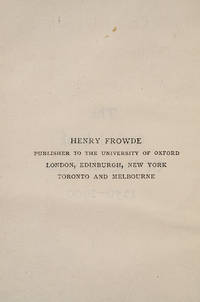 HENRY FROWDE
PUBLISHER TO THE UNIVERSITY OF OXFORD
LONDON, EDINBURGH, NEW YORK
TORONTO AND MELBOURNE